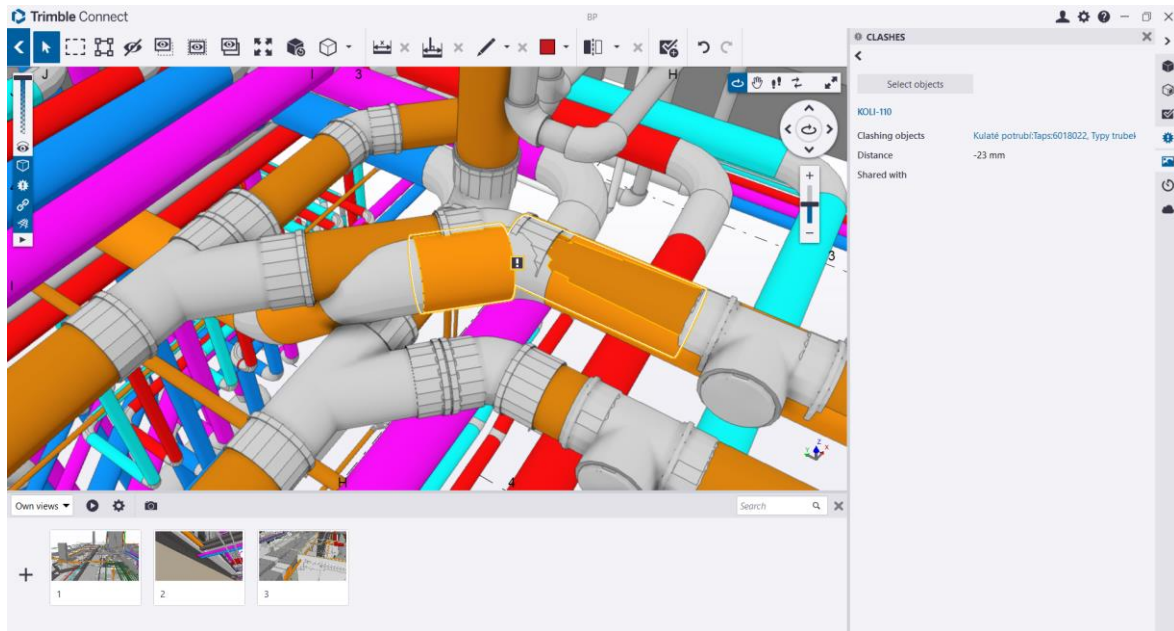 Trimble Connect
BP
CLASHES
Select objects
KOLI-110
Clashing objects Kulaté potrubí:Taps:6018022, Typy trubek
Distance -23 mm
Shared with
J
I
3
H
3
H
4
z
x
y
Own views
Search
1
2
3